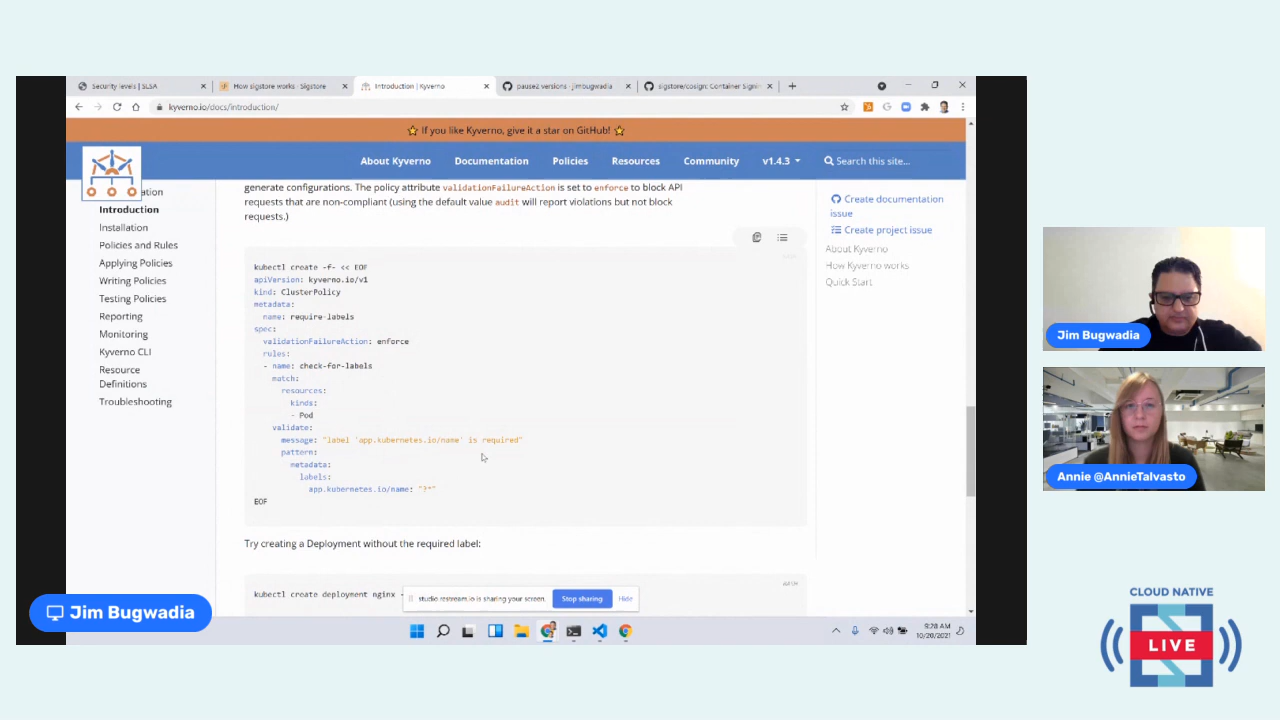 Security levels | SLSA
How sigstore works - Sigstore
Introduction | Kyverno
pause2 versions · jimbugwadia
sigstore/cosign: Container Signin
kyverno.io/docs/introduction/
If you like Kyverno, give it a star on GitHub!
About Kyverno
Documentation
Policies
Resources
Community
v1.4.3
Search this site...
Introduction
Installation
Policies and Rules
Applying Policies
Writing Policies
Testing Policies
Reporting
Monitoring
Kyverno CLI
Resource
Definitions
Troubleshooting
generate configurations. The policy attribute validationFailureAction is set to enforce to block API
requests that are non-compliant (using the default value audit will report violations but not block
requests.)
kubectl create -f- << EOF
apiVersion: kyverno.io/v1
kind: ClusterPolicy
metadata:
  name: require-labels
spec:
  validationFailureAction: enforce
  rules:
  - name: check-for-labels
    match:
      resources:
        kinds:
        - Pod
    validate:
      message: "label 'app.kubernetes.io/name' is required"
      pattern:
        metadata:
          labels:
            app.kubernetes.io/name: "?*"
EOF
Try creating a Deployment without the required label:
kubectl create deployment nginx
Create documentation
issue
Create project issue
About Kyverno
How Kyverno works
Quick Start
studio.restream.io is sharing your screen.
Stop sharing
Hide
9:28 AM
10/20/2021
Jim Bugwadia
Jim Bugwadia
Annie @AnnieTalvasto
CLOUD NATIVE
LIVE